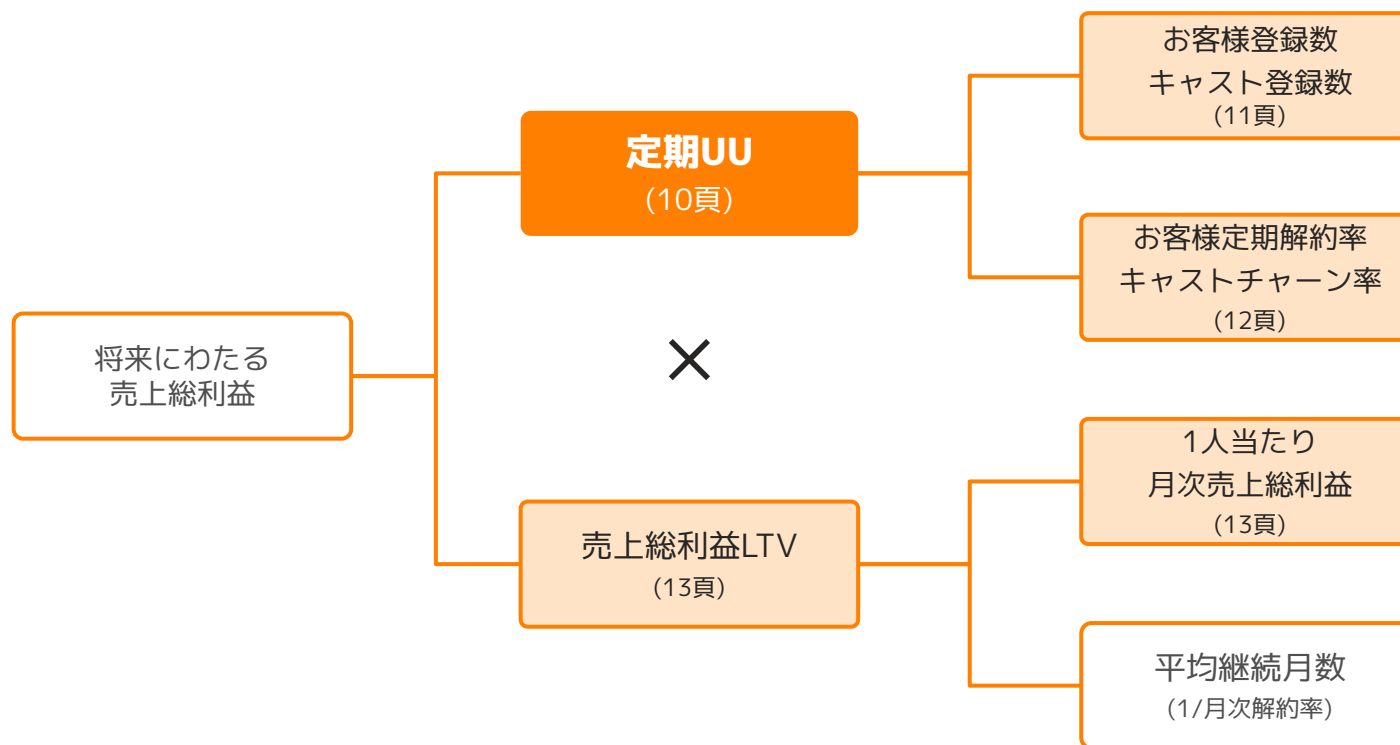 お客様登録数
キャスト登録数
(11頁)
定期UU
(10頁)
お客様定期解約率
キャストチャーン率
(12頁)
将来にわたる
売上総利益
×
1人当たり
月次売上総利益
(13頁)
売上総利益LTV
(13頁)
平均継続月数
(1/月次解約率)